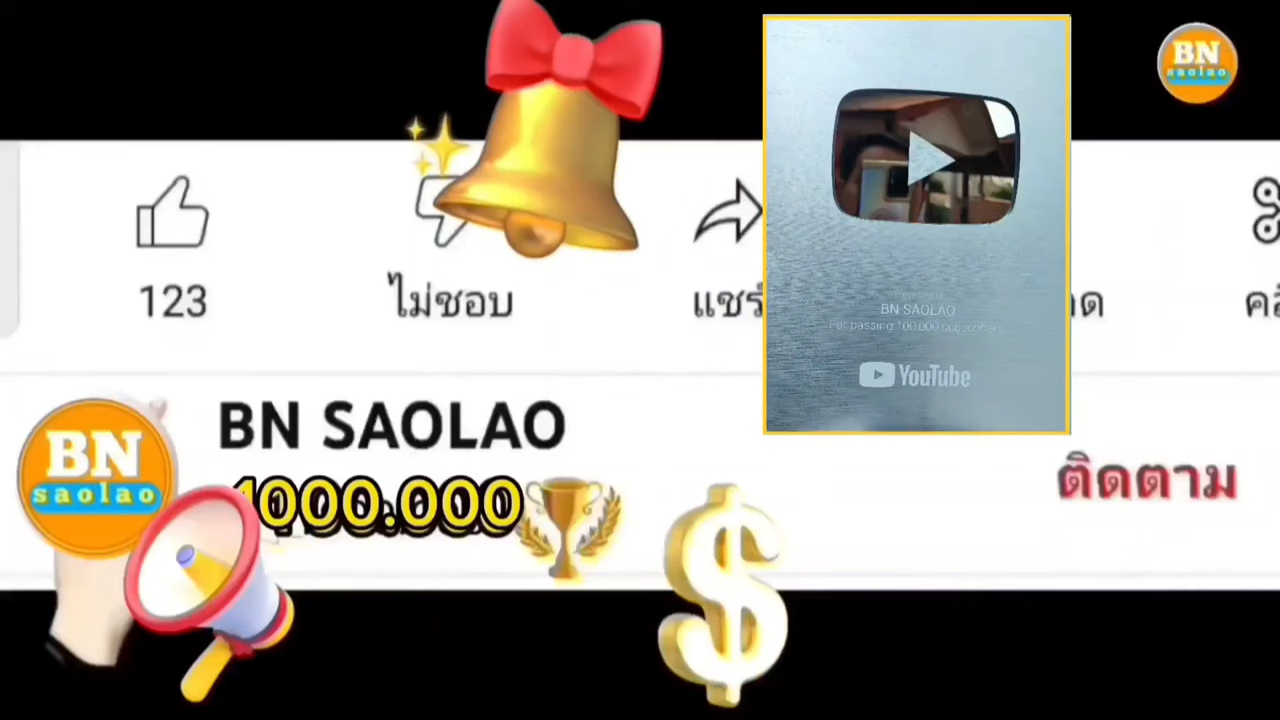 BN
saolao
123
ไม่ชอบ
แชร์
BN SAOLAO
For passing 100,000 subscribers
YouTube
BN SAOLAO
BN
saolao
1000.000
ติดตาม